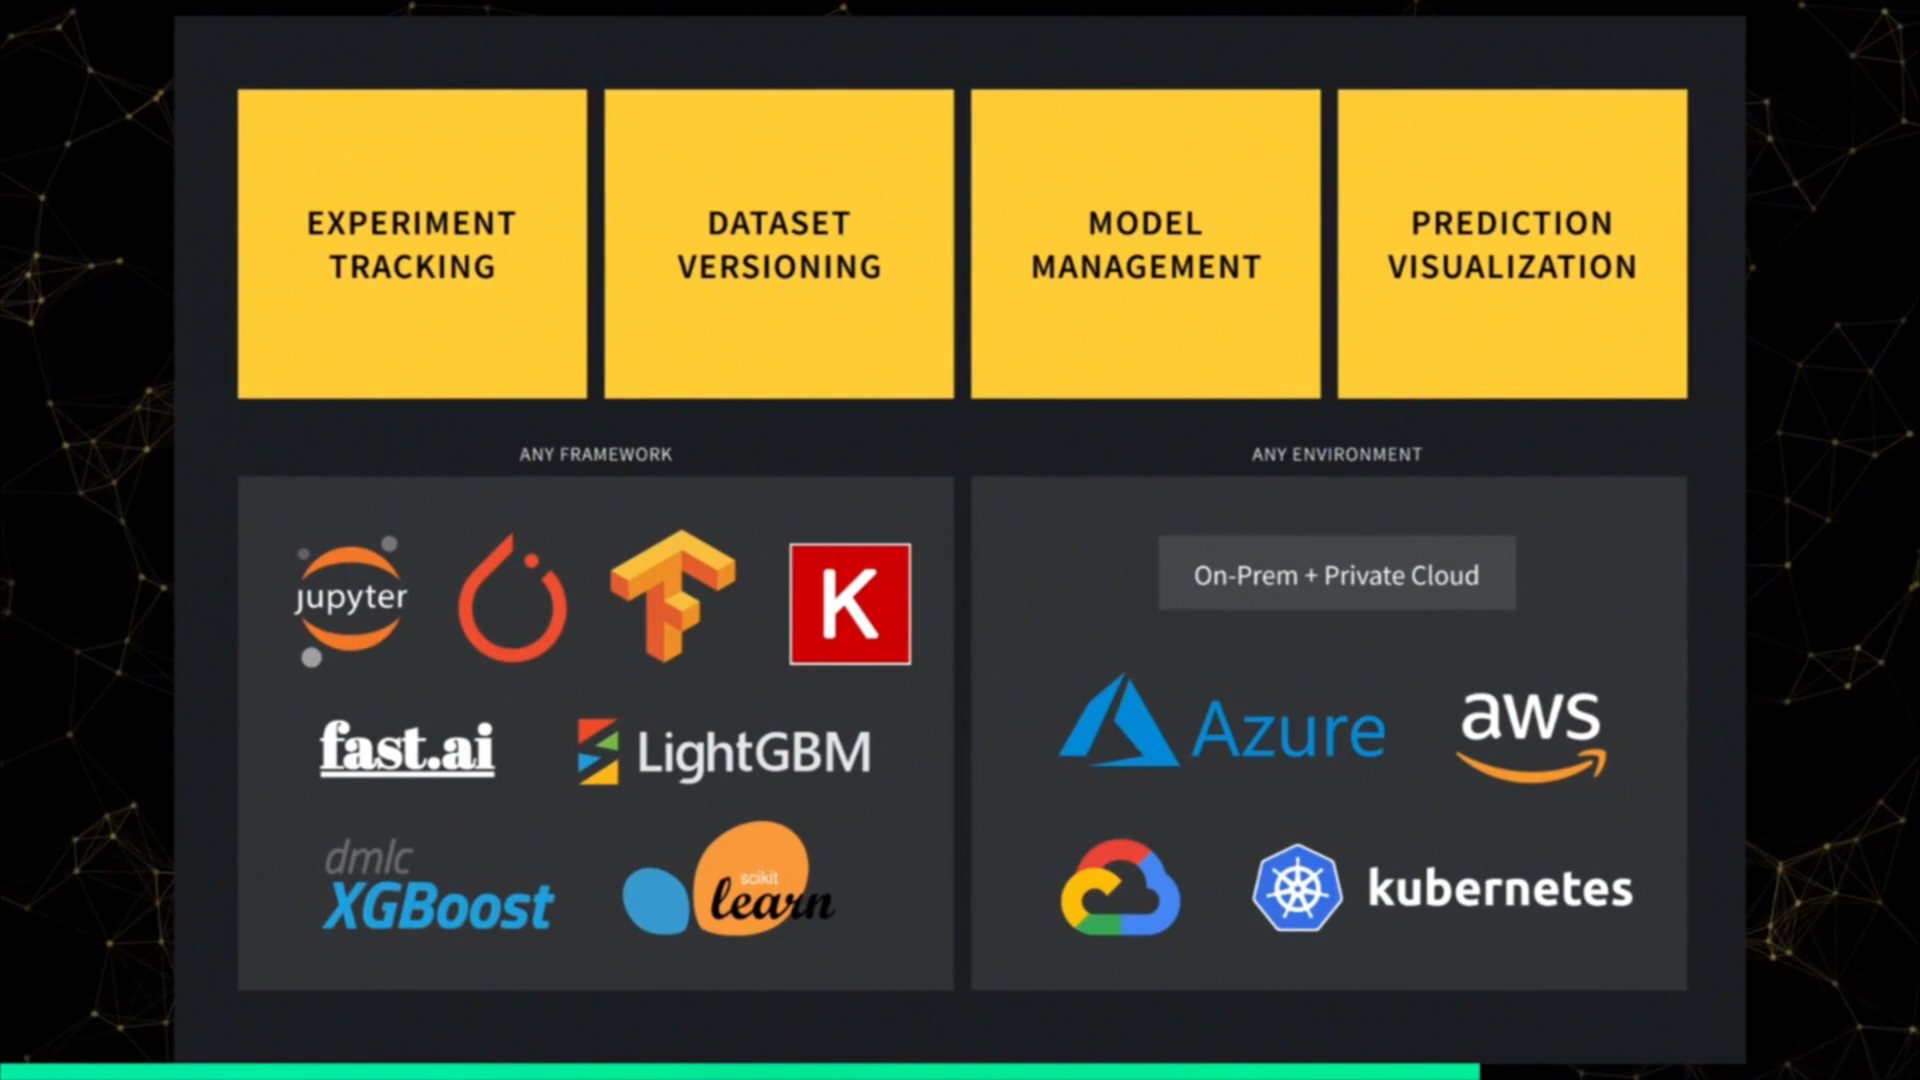 EXPERIMENT
TRACKING
DATASET
VERSIONING
MODEL
MANAGEMENT
PREDICTION
VISUALIZATION
ANY FRAMEWORK
ANY ENVIRONMENT
jupyter
K
fast.ai
LightGBM
dmlc
XGBoost
scikit
learn
On-Prem + Private Cloud
Azure
aws
kubernetes